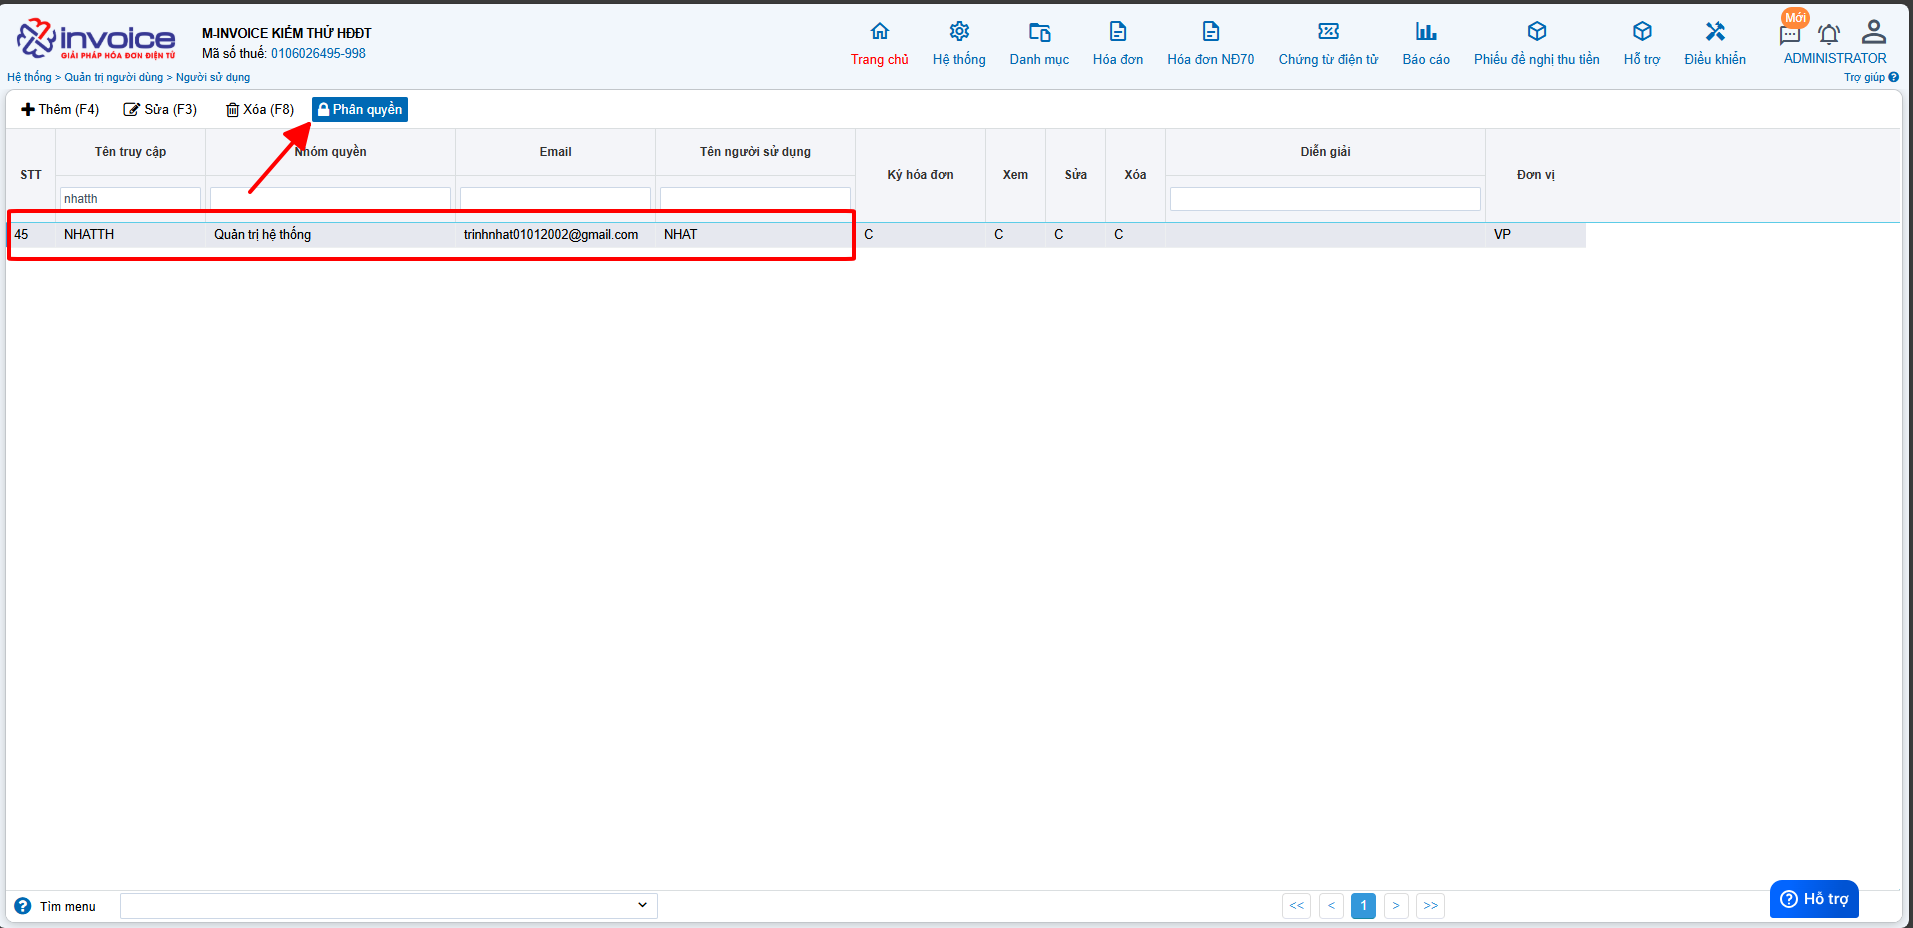 invoice
GIẢI PHÁP HÓA ĐƠN ĐIỆN TỬ
M-INVOICE KIỂM THỬ HĐĐT
Mã số thuế: 0106026495-998
Trang chủ
Hệ thống
Danh mục
Hóa đơn
Hóa đơn NĐ70
Chứng từ điện tử
Báo cáo
Phiếu đề nghị thu tiền
Hỗ trợ
Điều khiển
Mới
ADMINISTRATOR
Hệ thống > Quản trị người dùng > Người sử dụng
Trợ giúp
Thêm (F4) Sửa (F3) Xóa (F8) Phân quyền
STT Tên truy cập Nhóm quyền Email Tên người sử dụng Ký hóa đơn Xem Sửa Xóa Diễn giải Đơn vị
nhatth
45 NHATTH Quản trị hệ thống trinhnhat01012002@gmail.com NHAT C C C C VP
Tìm menu
<< < 1 > >>
Hỗ trợ